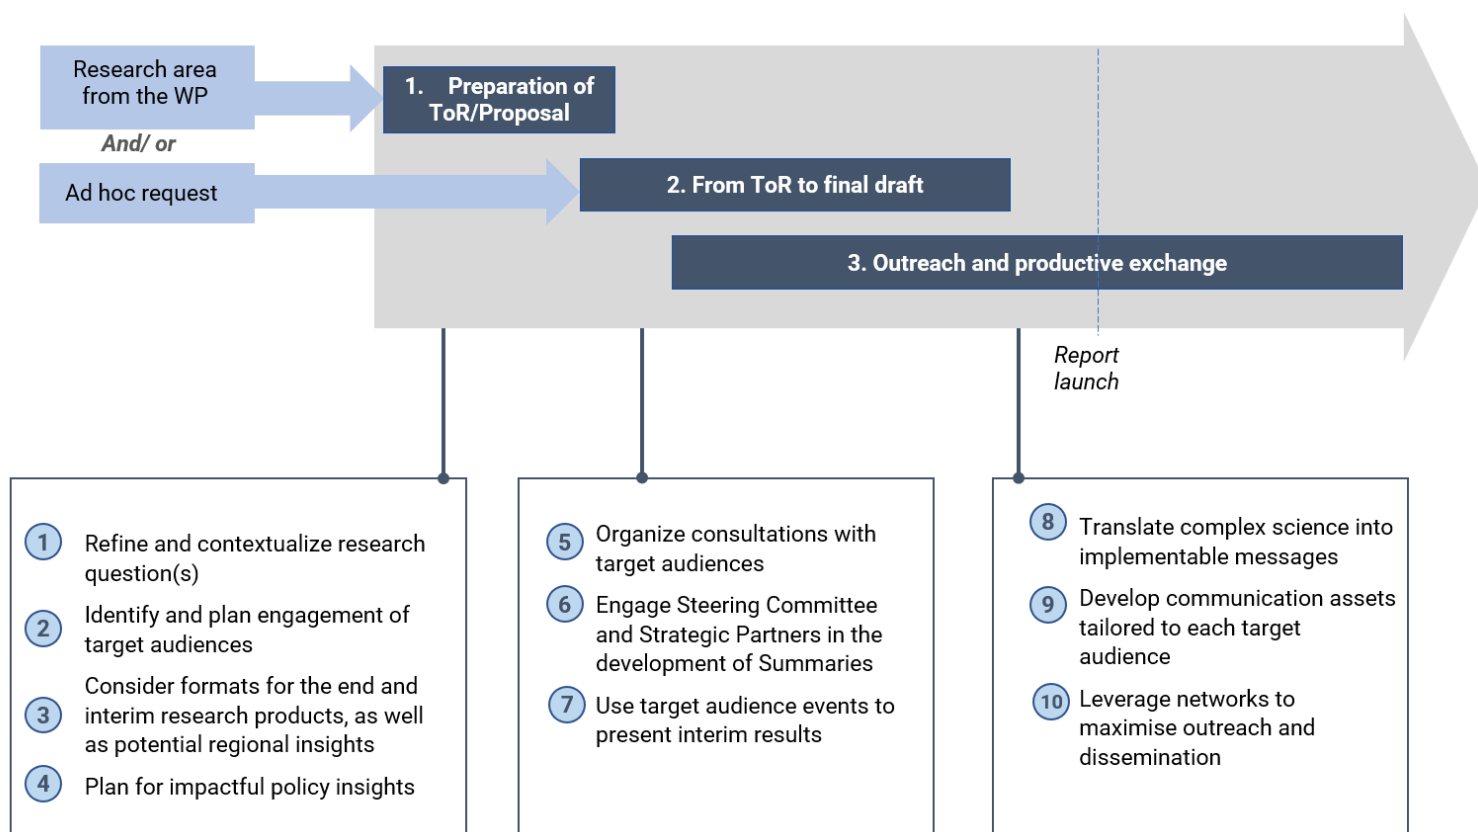 Research area
from the WP
And/ or
Ad hoc request
1. Preparation of
ToR/Proposal
2. From ToR to final draft
3. Outreach and productive exchange
Report
launch
1 Refine and contextualize research
question(s)
2 Identify and plan engagement of
target audiences
3 Consider formats for the end and
interim research products, as well
as potential regional insights
4 Plan for impactful policy insights
5 Organize consultations with
target audiences
6 Engage Steering Committee
and Strategic Partners in the
development of Summaries
7 Use target audience events to
present interim results
8 Translate complex science into
implementable messages
9 Develop communication assets
tailored to each target
audience
10 Leverage networks to
maximise outreach and
dissemination